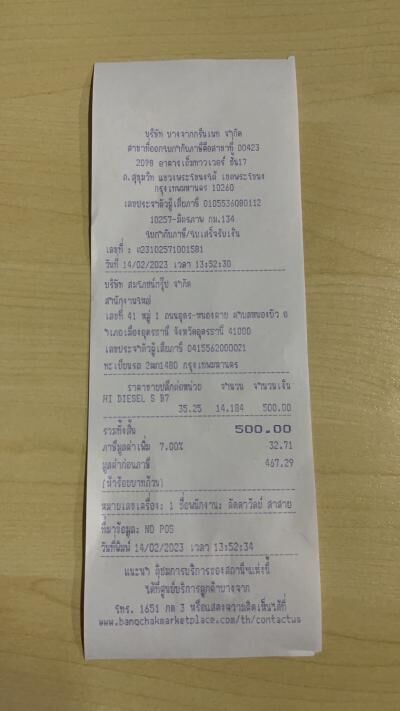 บริษัท บางจากกรีนเนท จำกัด
สาขาที่ออกใบกำกับภาษีคือสาขาที่ 00423
2098 อาคารเอ็มทาวเวอร์ ชั้น17
ถ.สุขุมวิท แขวงพระโขนงใต้ เขตพระโขนง
กรุงเทพมหานคร 10260
เลขประจำตัวผู้เสียภาษี 0105536080112
10257-มิตรภาพ กม.134
ใบกำกับภาษี/ใบเสร็จรับเงิน
เลขที่ :
วันที่ 14/02/2023 เวลา 13:52:30
บริษัท สมรักษ์กรุ๊ป จำกัด
สำนักงานใหญ่
เลขที่ 41 หมู่ 1 ถนนอุดร-หนองคาย ตำบลหนองบัว อ
ำเภอเมืองอุดรธานี จังหวัดอุดรธานี 41000
เลขประจำตัวผู้เสียภาษี 0415562000021
ทะเบียนรถ 2ฒก1480 กรุงเทพมหานคร
ราคาขายปลีกต่อหน่วย จำนวน จำนวนเงิน
HI DIESEL S B7
35.25 14.184 500.00
รวมทั้งสิ้น 500.00
ภาษีมูลค่าเพิ่ม 7.00% 32.71
มูลค่าก่อนภาษี 467.29
(ห้าร้อยบาทถ้วน)
หมายเลขเครื่อง: 1 ชื่อพนักงาน: ลัดดาวัลย์ สาสาย
ที่มาข้อมูล: NO POS
วันที่พิมพ์ 14/02/2023 เวลา 13:52:34
แนะนำ ติชมการบริการของสถานีฯแห่งนี้
ได้ที่ศูนย์บริการลูกค้าบางจาก
โทร. 1651 กด 3 หรือแสดงความคิดเห็นได้ที่
www.bangchakmarketplace.com/th/contactus